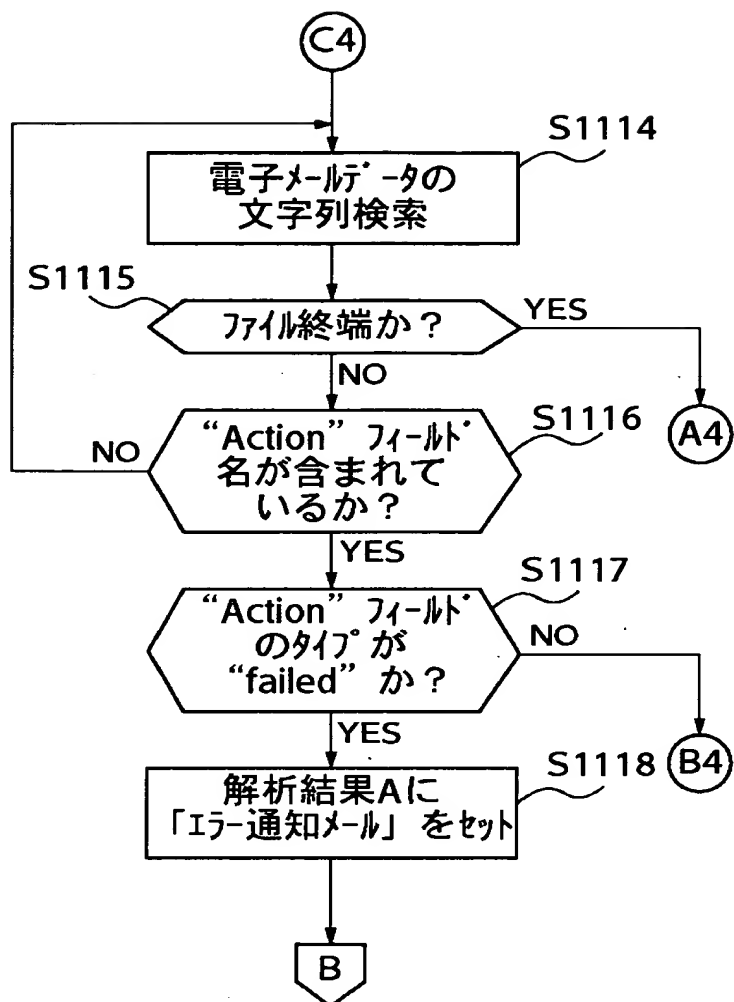 C4
S1114
電子ﾒｰﾙﾃﾞｰﾀの
文字列検索
S1115
ﾌｧｲﾙ終端か？
YES
NO
A4
S1116
“Action” ﾌｨｰﾙﾄﾞ
名が含まれて
いるか？
NO
YES
S1117
“Action” ﾌｨｰﾙﾄﾞ
のﾀｲﾌﾟが
“failed” か？
NO
YES
B4
S1118
解析結果Aに
「ｴﾗｰ通知ﾒｰﾙ」をｾｯﾄ
B